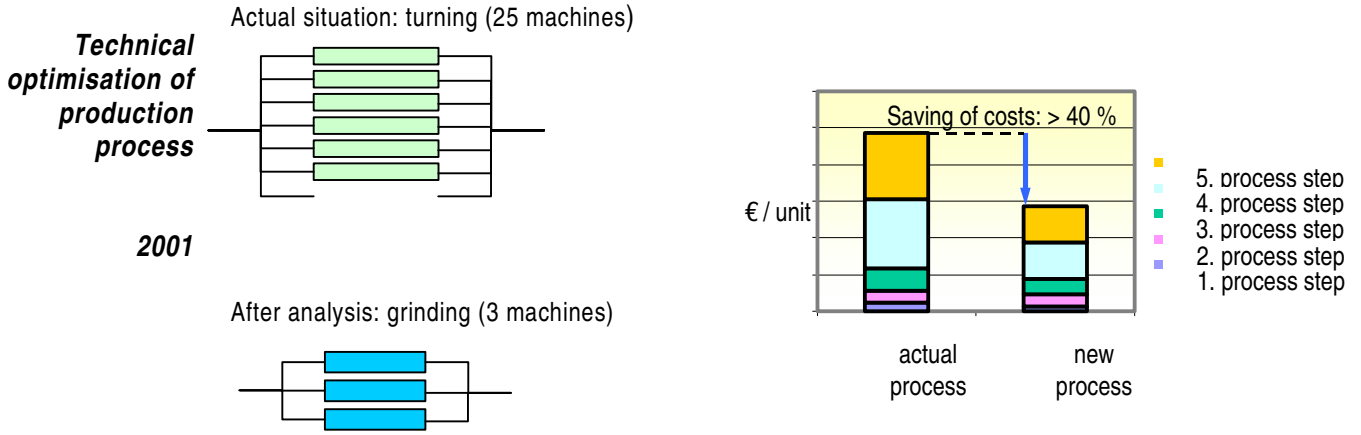 Actual situation: turning (25 machines)
Technical
optimisation of
production
process
2001
After analysis: grinding (3 machines)
Saving of costs: > 40 %
€ / unit
actual
process
new
process
5. process step
4. process step
3. process step
2. process step
1. process step